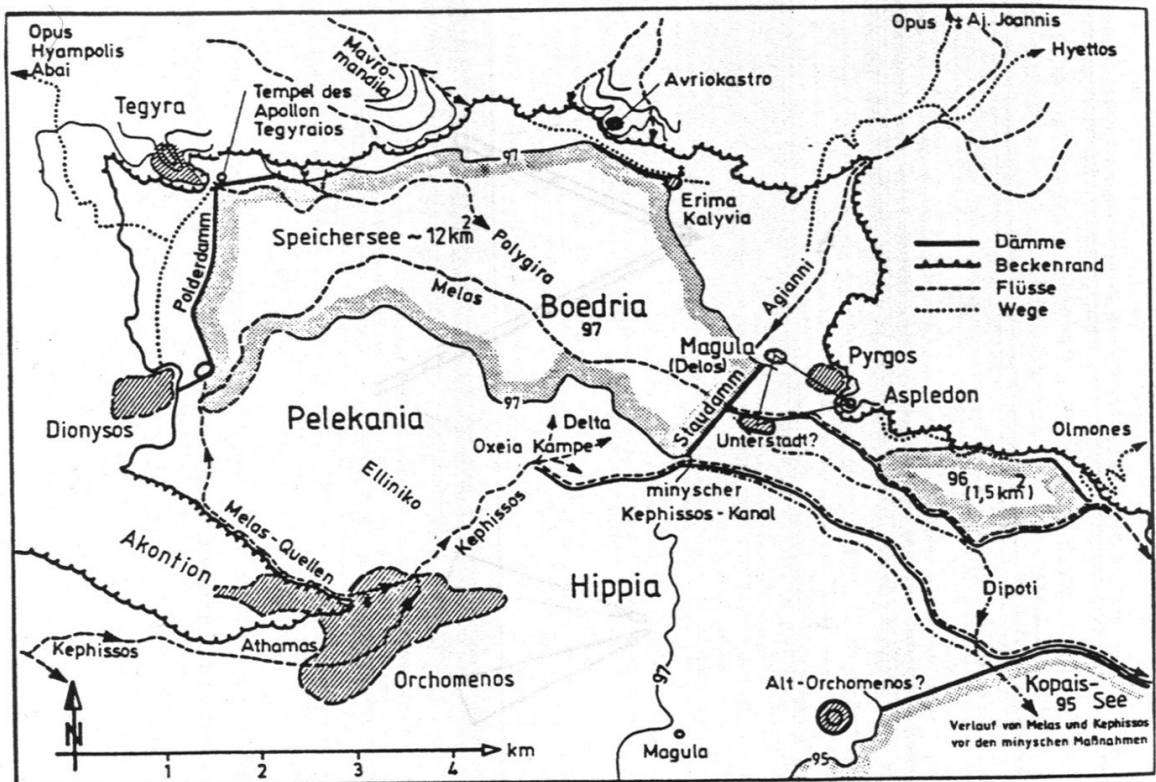 Opus
Hyampolis
Abai
Tegyra
Tempel des
Apollon
Tegyraios
Mavro-
mandila
Avriokastro
Opus
Aj. Joannis
Hyettos
97
Erima
Kalyvia
Speichersee ~ 12km²
Polygira
Polderdamm
Melas
Boedria
97
Agianni
Dämme
Beckenrand
Flüsse
Wege
Magula
(Delos)
Pyrgos
Aspledon
Staudamm
Unterstadt?
Olmones
Dionysos
Pelekania
97
Delta
Oxeia Kampe
Elliniko
Kephissos
minyscher
Kephissos-Kanal
96
(1,5km²)
Melas-Quellen
Akontion
Hippia
Dipoti
Kephissos
Athamas
Orchomenos
97
Alt-Orchomenos?
Kopais-
95 See
Verlauf von Melas und Kephissos
vor den minyschen Maßnahmen
N
Magula
95
km
1 2 3 4